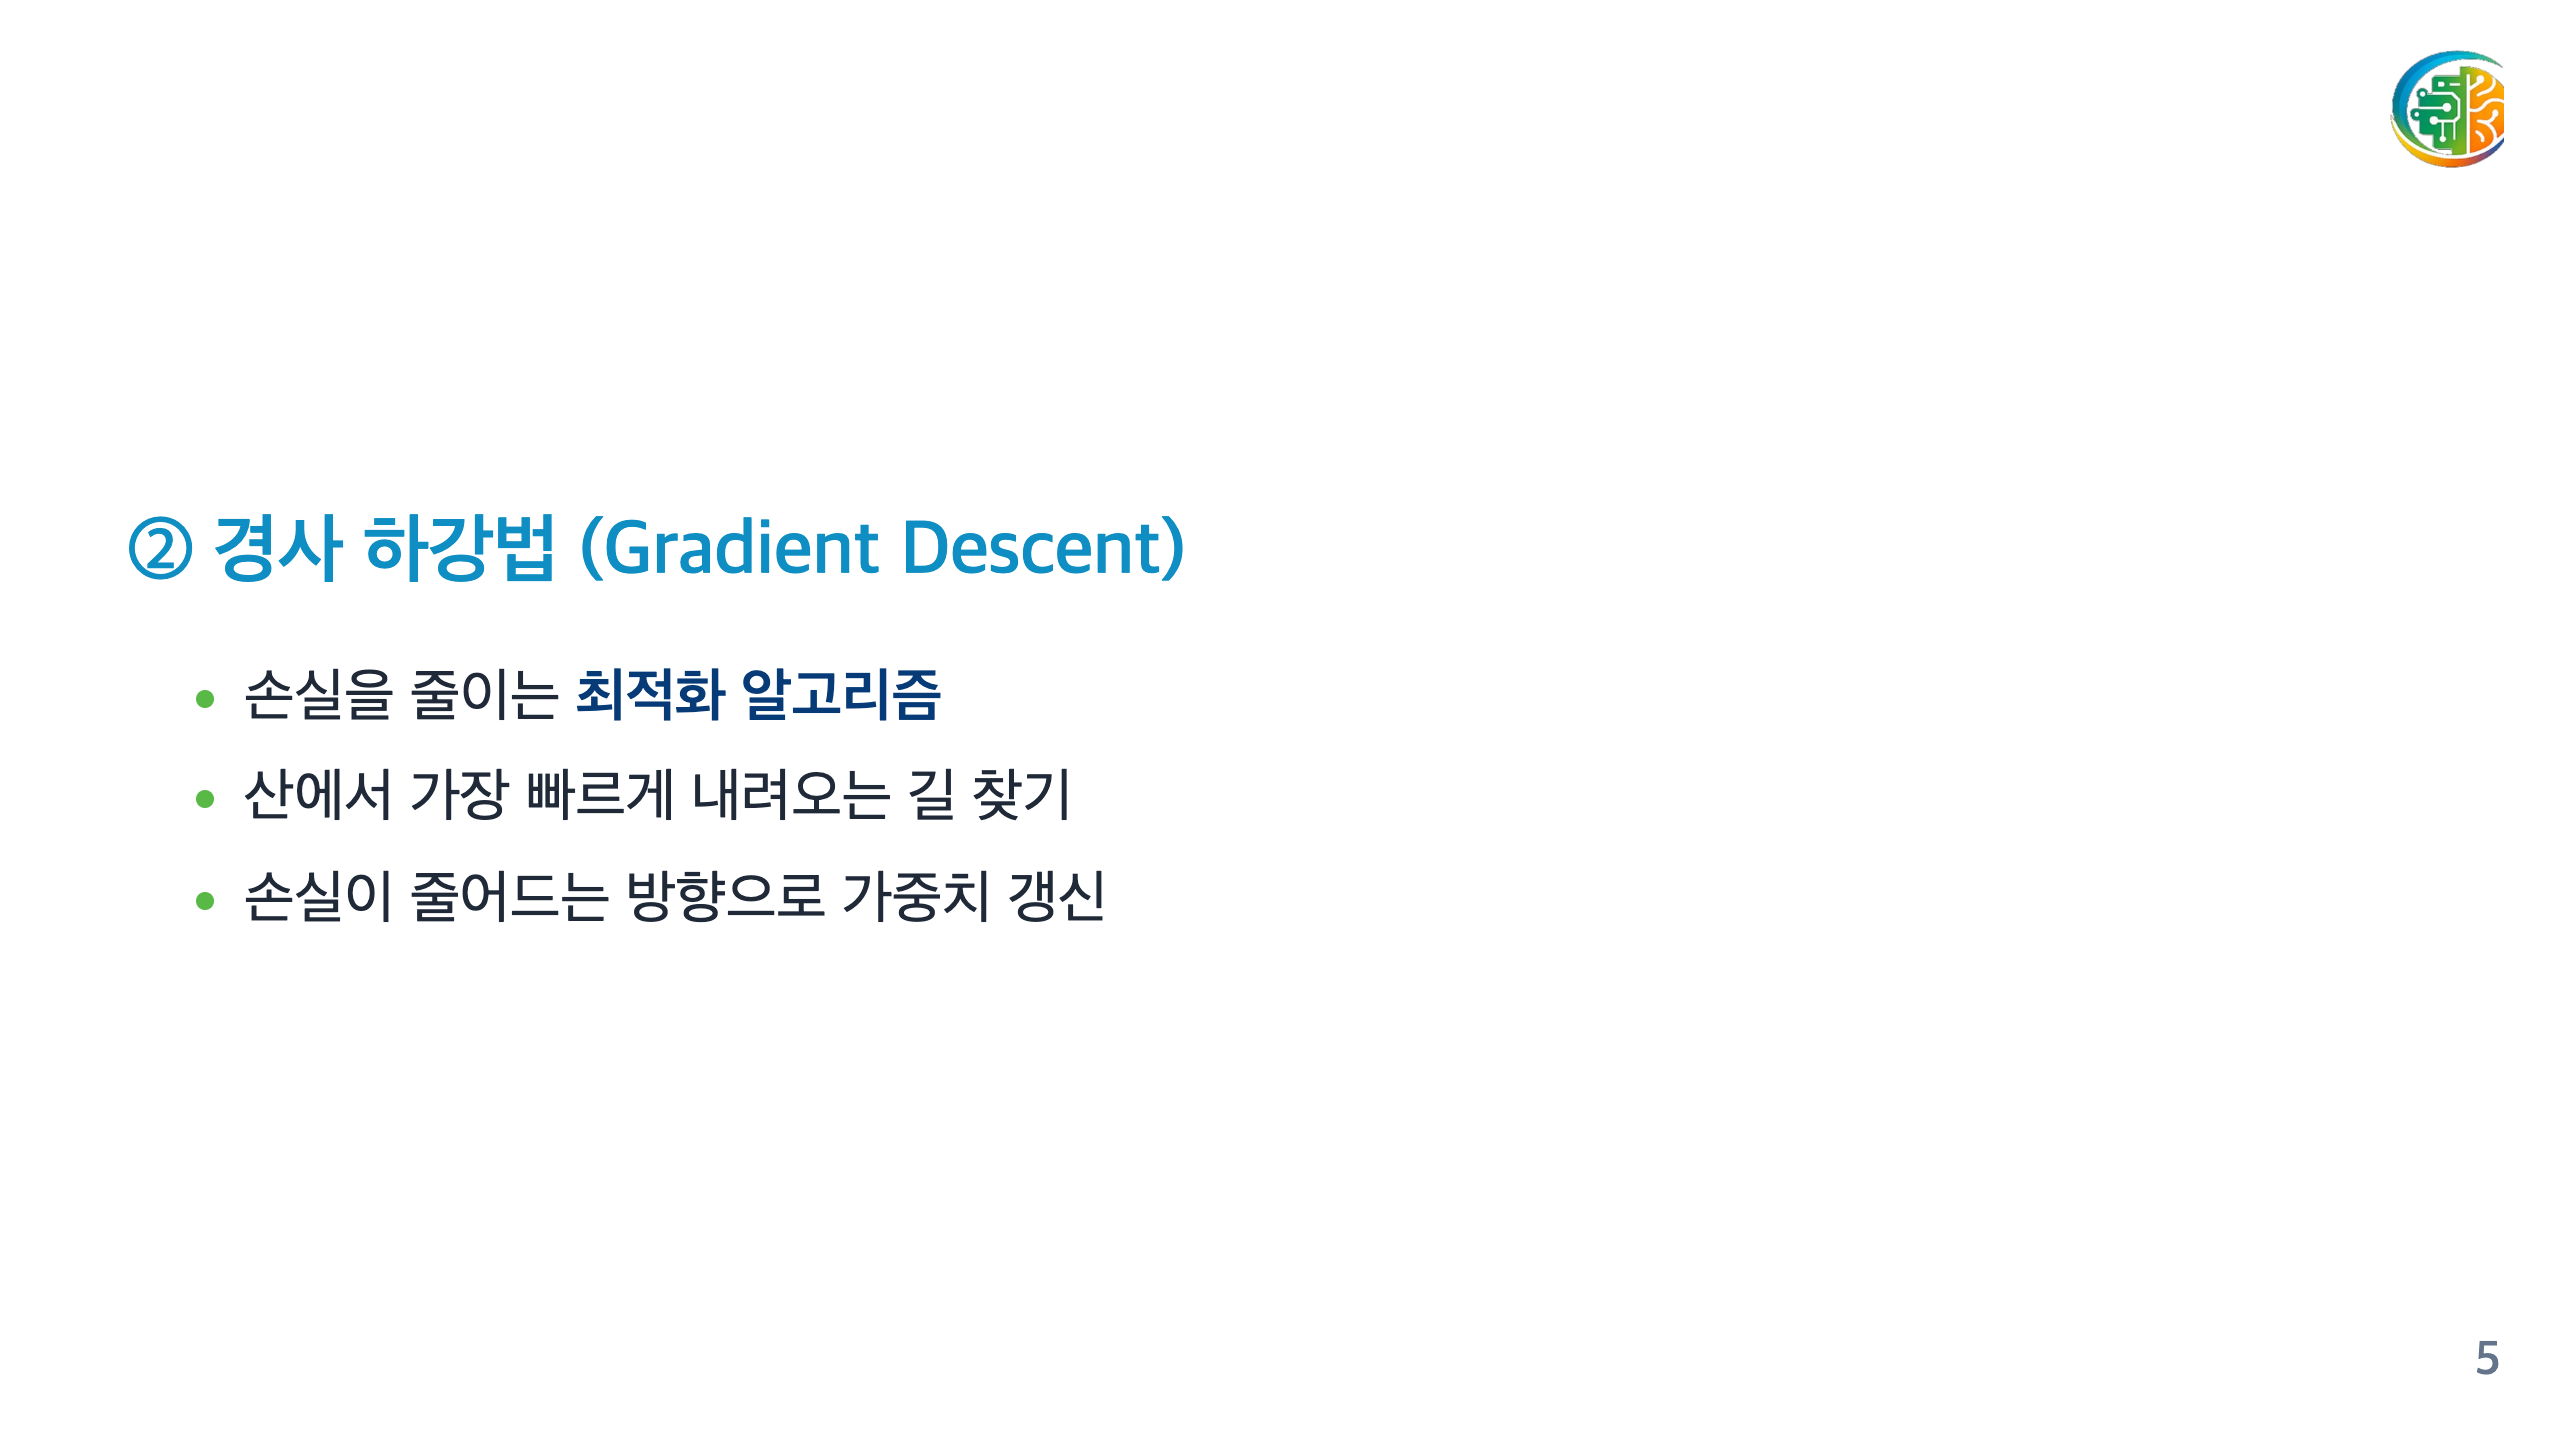 ② 경사 하강법 (Gradient Descent)
• 손실을 줄이는 최적화 알고리즘
• 산에서 가장 빠르게 내려오는 길 찾기
• 손실이 줄어드는 방향으로 가중치 갱신
5